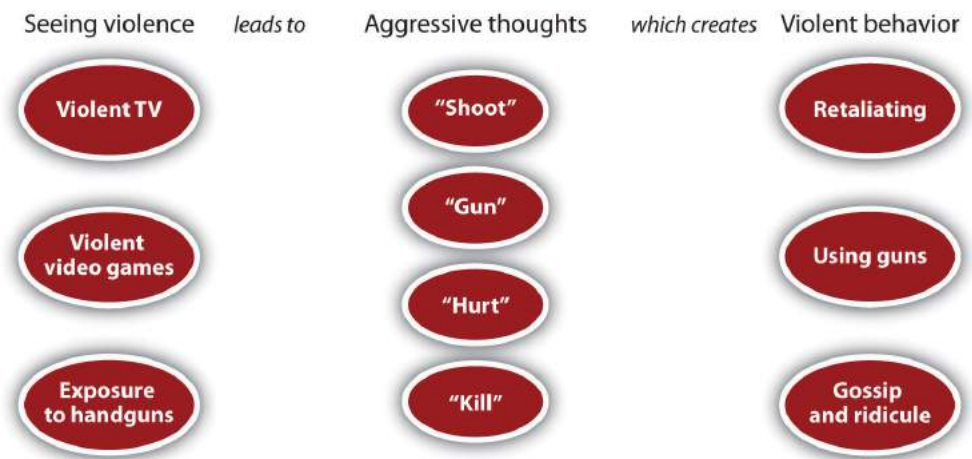 Seeing violence leads to Aggressive thoughts which creates Violent behavior
Violent TV
Violent
video games
Exposure
to handguns
“Shoot”
“Gun”
“Hurt”
“Kill”
Retaliating
Using guns
Gossip
and ridicule